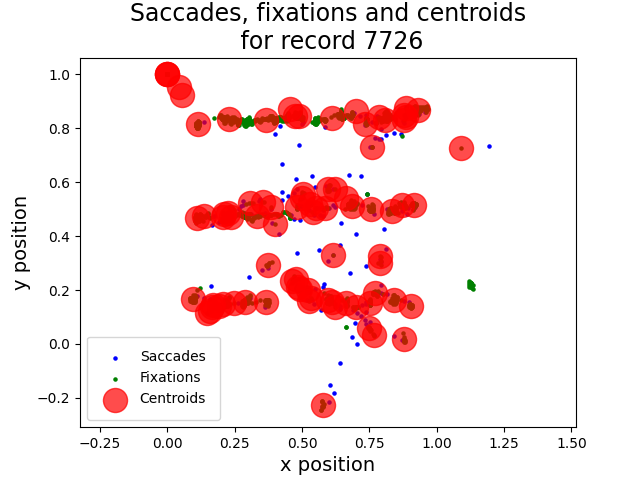 Saccades, fixations and centroids
for record 7726
1.0
0.8
0.6
0.4
0.2
0.0
−0.2
y position
Saccades
Fixations
Centroids
−0.25
0.00
0.25
0.50
0.75
1.00
1.25
1.50
x position